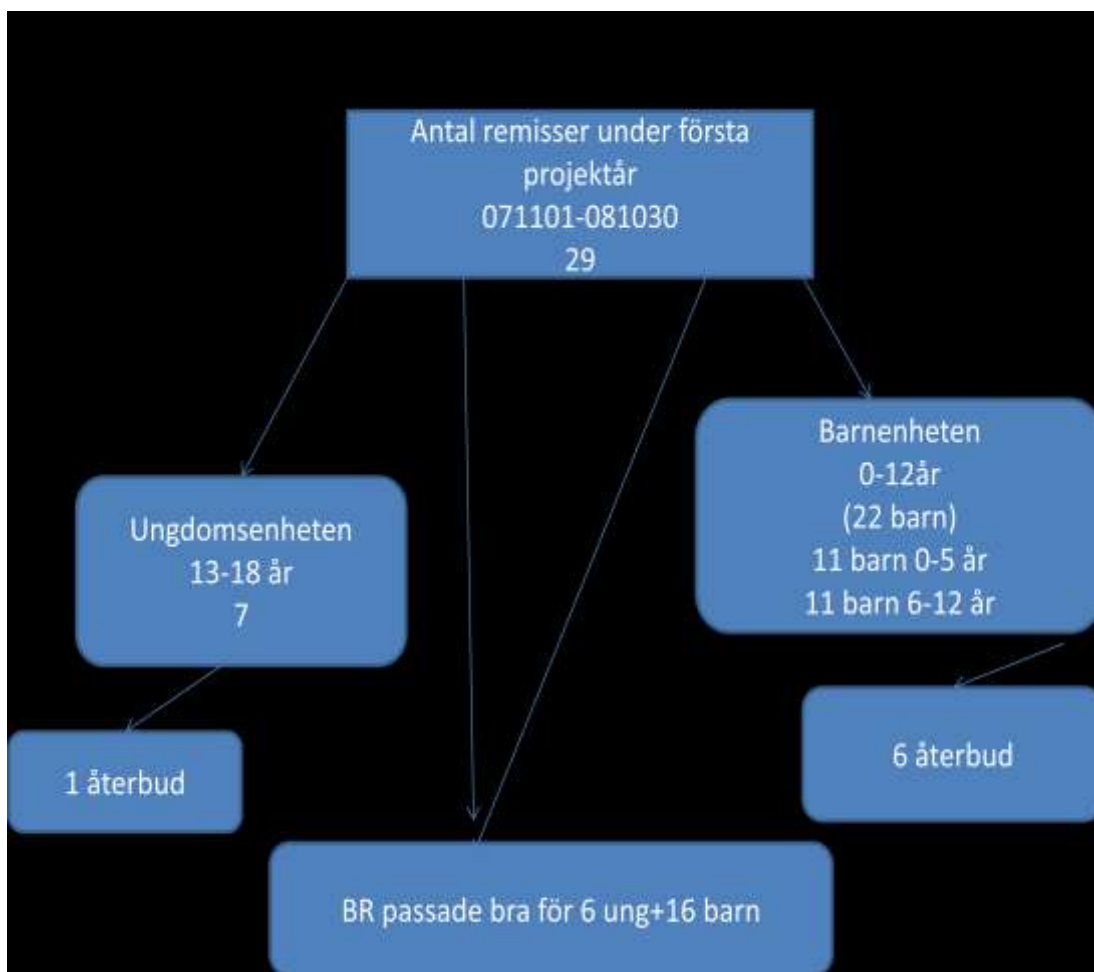 Antal remisser under första
projektår
071101-081030
29
Barnenheten
0-12år
(22 barn)
11 barn 0-5 år
11 barn 6-12 år
Ungdomsenheten
13-18 år
7
1 återbud
6 återbud
BR passade bra för 6 ung+16 barn